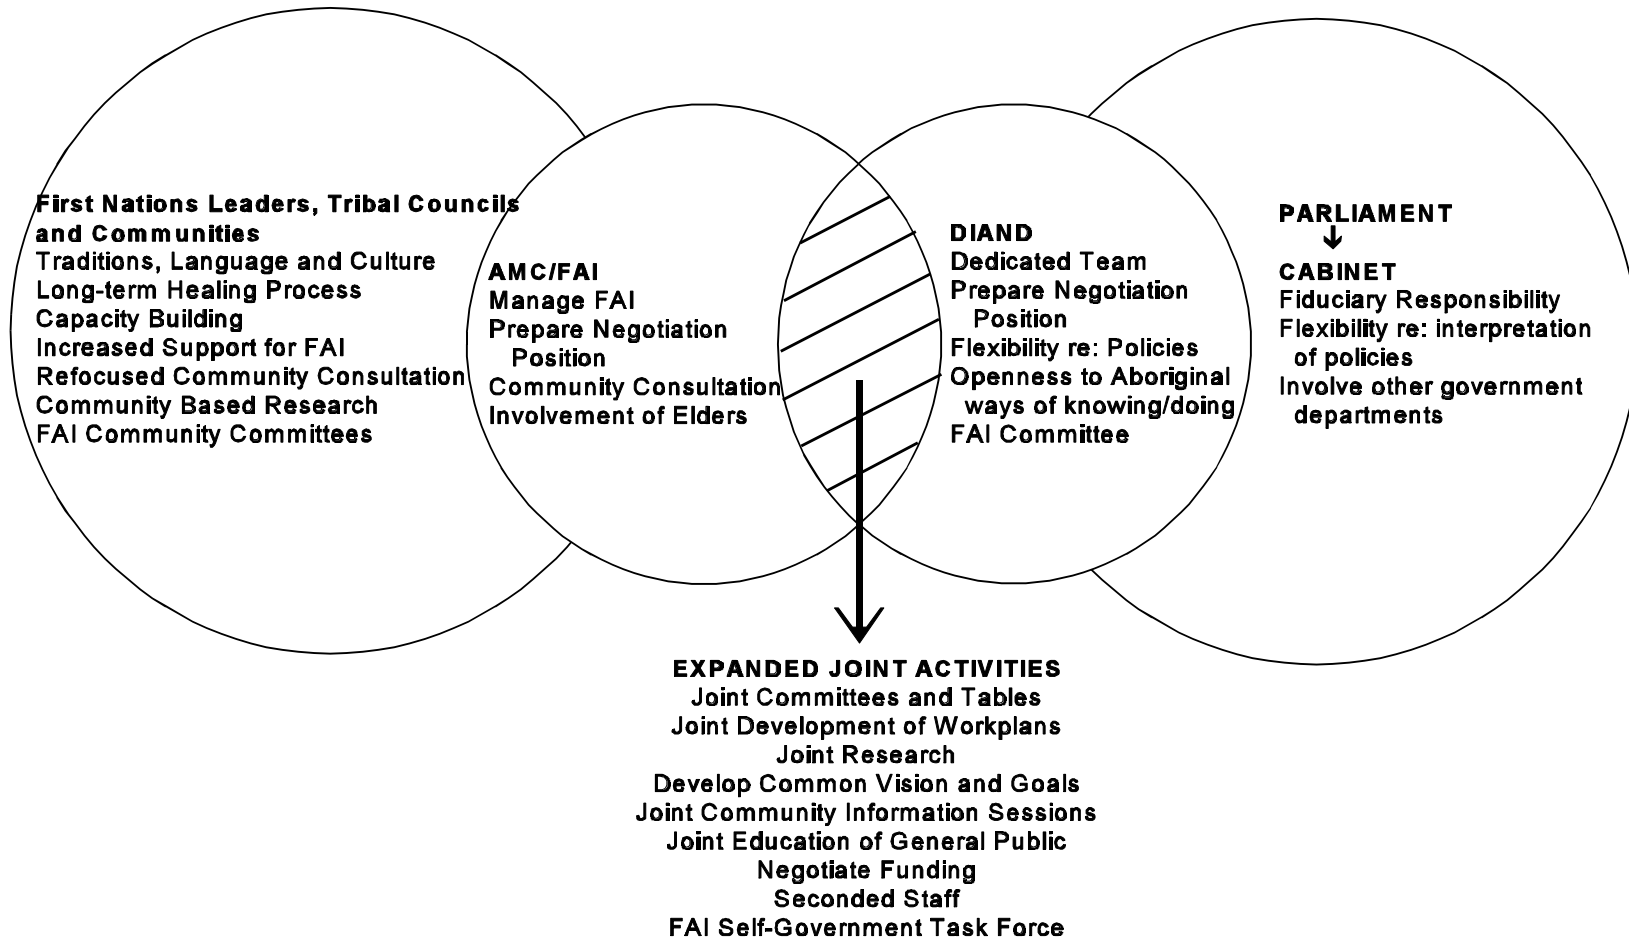 First Nations Leaders, Tribal Councils
and Communities
Traditions, Language and Culture
Long-term Healing Process
Capacity Building
Increased Support for FAI
Refocused Community Consultation
Community Based Research
FAI Community Committees
AMC/FAI
Manage FAI
Prepare Negotiation
Position
Community Consultation
Involvement of Elders
DIAND
Dedicated Team
Prepare Negotiation
Position
Flexibility re: Policies
Openness to Aboriginal
ways of knowing/doing
FAI Committee
PARLIAMENT
CABINET
Fiduciary Responsibility
Flexibility re: interpretation
of policies
Involve other government
departments
EXPANDED JOINT ACTIVITIES
Joint Committees and Tables
Joint Development of Workplans
Joint Research
Develop Common Vision and Goals
Joint Community Information Sessions
Joint Education of General Public
Negotiate Funding
Seconded Staff
FAI Self-Government Task Force